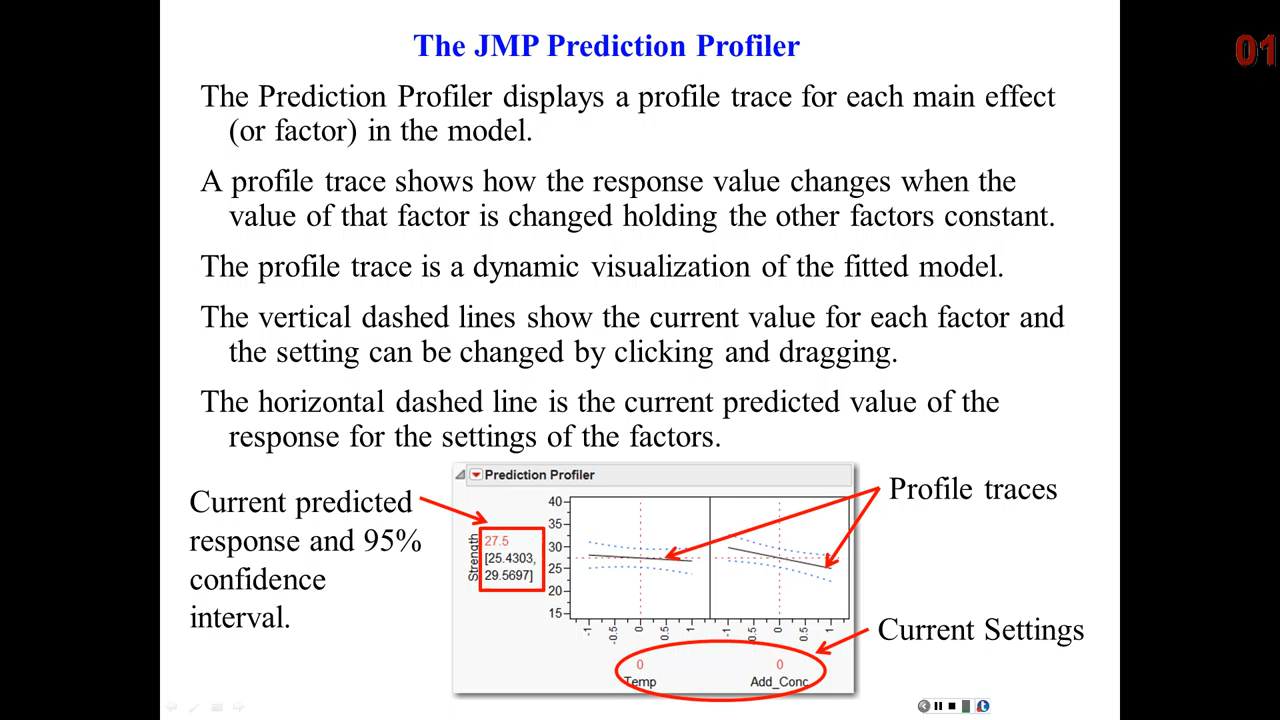 The JMP Prediction Profiler
01
The Prediction Profiler displays a profile trace for each main effect
(or factor) in the model.
A profile trace shows how the response value changes when the
value of that factor is changed holding the other factors constant.
The profile trace is a dynamic visualization of the fitted model.
The vertical dashed lines show the current value for each factor and
the setting can be changed by clicking and dragging.
The horizontal dashed line is the current predicted value of the
response for the settings of the factors.
Current predicted
response and 95%
confidence
interval.
Prediction Profiler
Strength
27.5
[25.4303,
29.5697]
40
35
30
25
20
15
-1 -0.5 0 0.5 1
-1 -0.5 0 0.5 1
0
Temp
0
Add_Conc
Profile traces
Current Settings